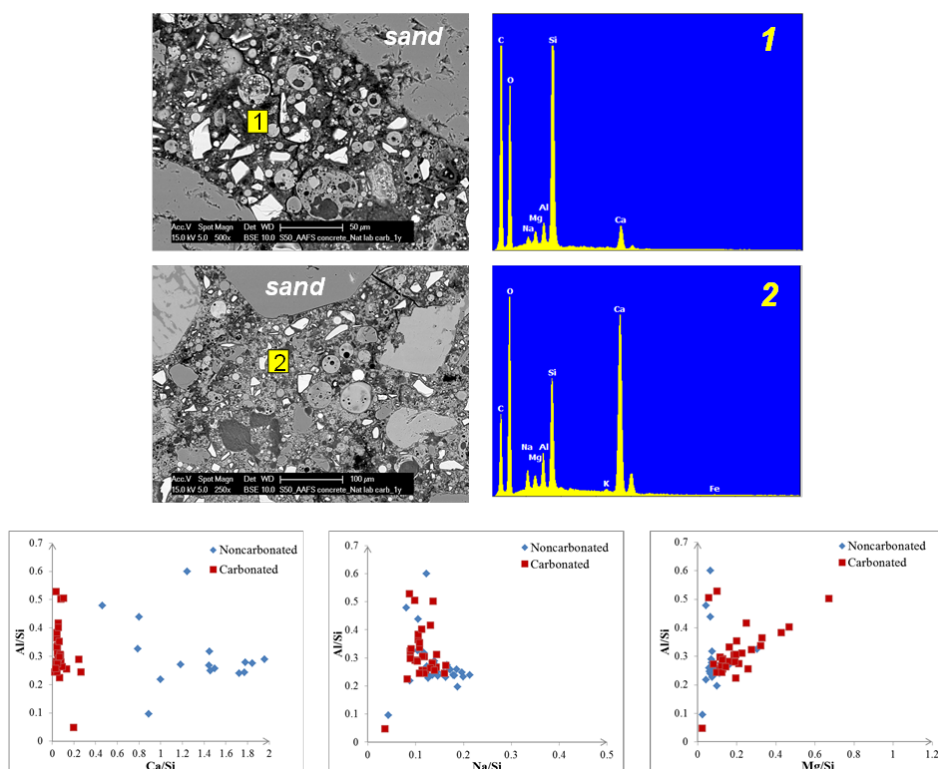 sand
1
Acc.V Spot Magn Det WD 50 µm
15.0 kV 5.0 500x BSE 10.0 S50_AAFS concrete_Nat lab carb_1y
1
C
O
Si
Na
Mg
Al
Ca
sand
2
Acc.V Spot Magn Det WD 100 µm
15.0 kV 5.0 250x BSE 10.0 S50_AAFS concrete_Nat lab carb_1y
2
C
O
Na
Mg
Al
Si
K
Ca
Fe
Al/Si
0.7
0.6
0.5
0.4
0.3
0.2
0.1
0
Noncarbonated
Carbonated
0 0.2 0.4 0.6 0.8 1 1.2 1.4 1.6 1.8 2
Ca/Si
Al/Si
0.7
0.6
0.5
0.4
0.3
0.2
0.1
0
Noncarbonated
Carbonated
0 0.1 0.2 0.3 0.4 0.5
Na/Si
Al/Si
0.7
0.6
0.5
0.4
0.3
0.2
0.1
0
Noncarbonated
Carbonated
0 0.2 0.4 0.6 0.8 1 1.2
Mg/Si